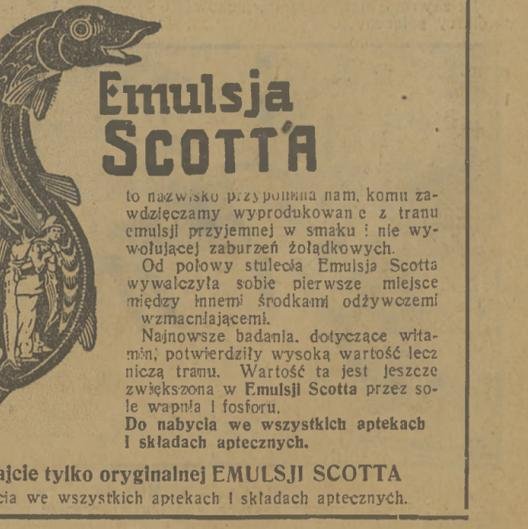 Emulsja
SCOTT'A
to nazwisko przypomina nam, komu za-
wdzięczamy wyprodukowanie z tranu
emulsji przyjemnej w smaku i nie wy-
wołującej zaburzeń żołądkowych.
Od połowy stulecia Emulsja Scotta
wywalczyła sobie pierwsze miejsce
między innemi środkami odżywczemi
wzmacniającemi.
Najnowsze badania, dotyczące wita-
min, potwierdziły wysoką wartość lecz
niczą tranu. Wartość ta jest jeszcze
zwiększona w Emulsji Scotta przez so-
le wapnia i fosforu.
Do nabycia we wszystkich aptekach
i składach aptecznych.
ajcie tylko oryginalnej EMULSJI SCOTTA
cia we wszystkich aptekach i składach aptecznych.